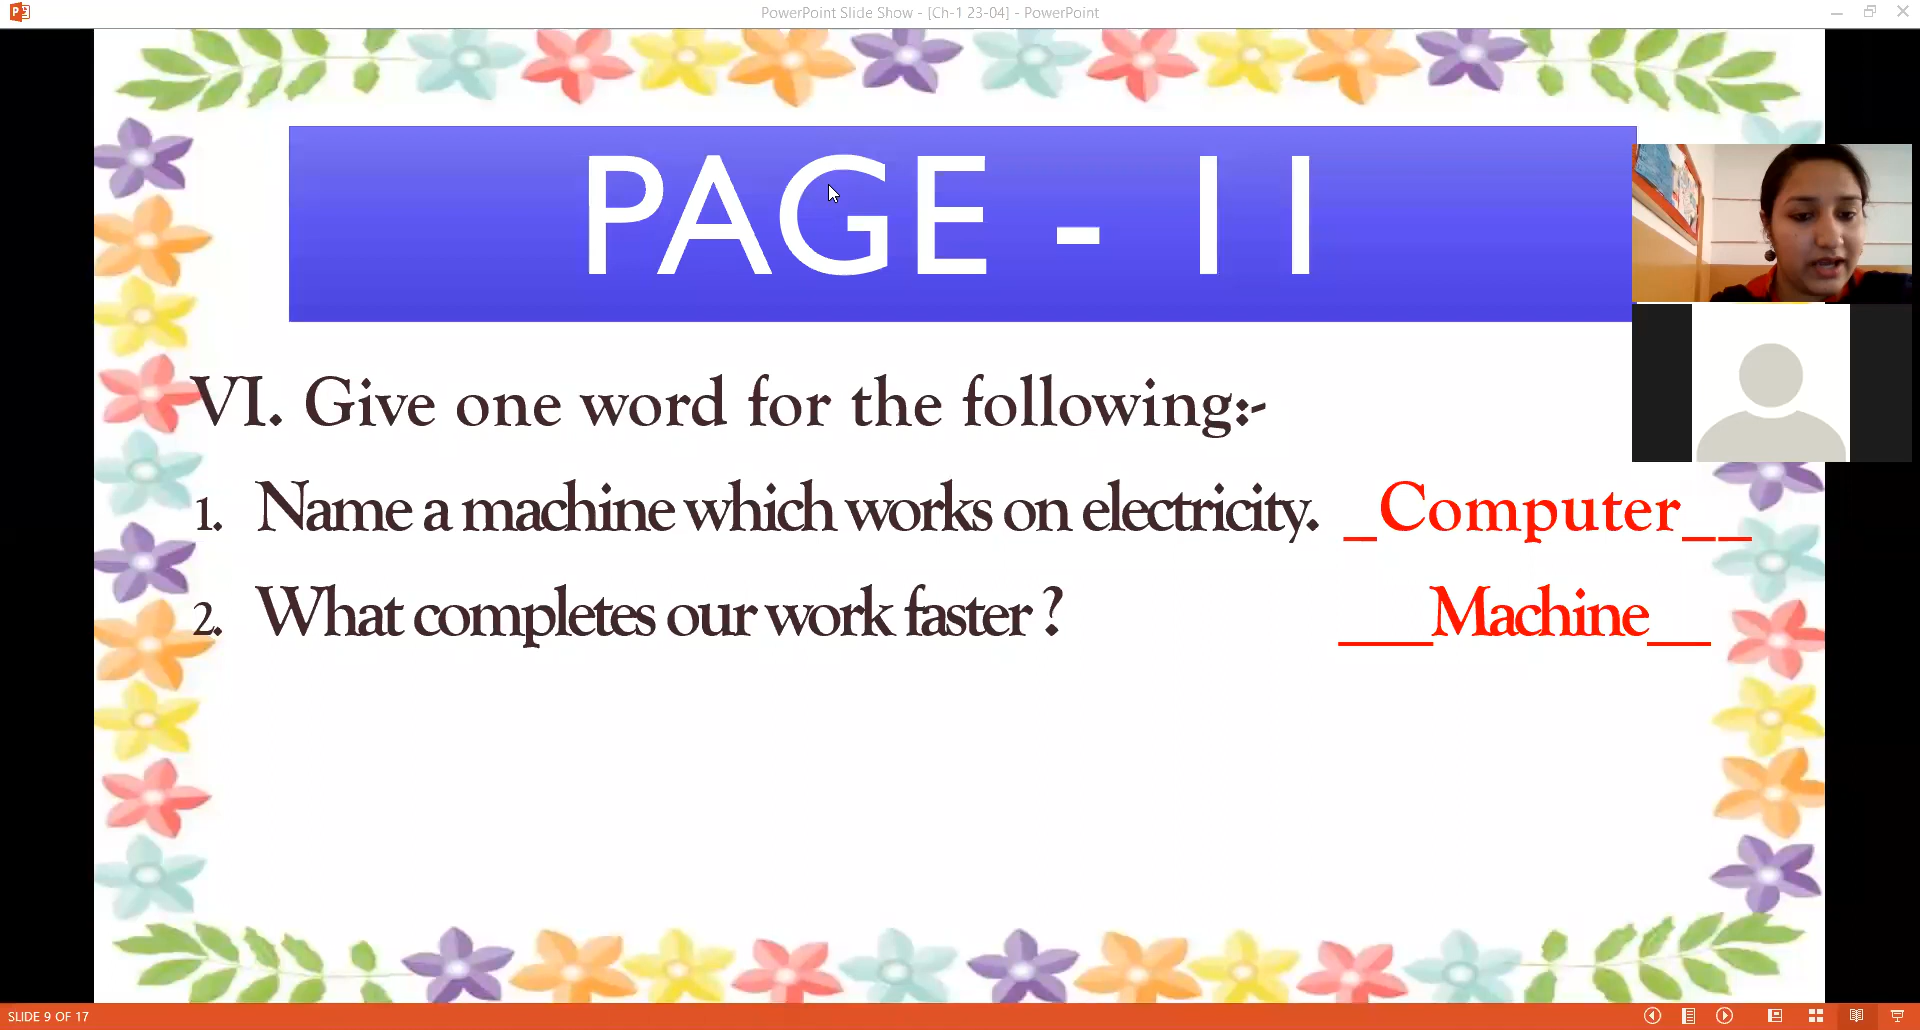 PowerPoint Slide Show - [Ch-1 23-04] - PowerPoint
PAGE - 11
VI. Give one word for the following:-
1. Name a machine which works on electricity. _Computer__
2. What completes our work faster ? ___Machine__
SLIDE 9 OF 17